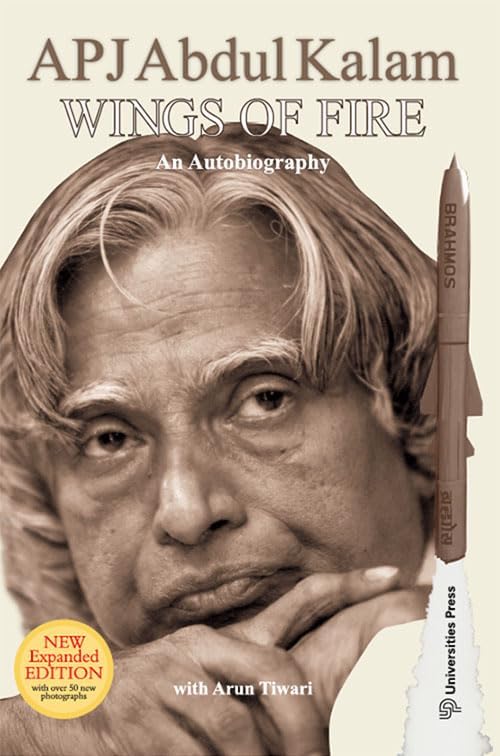 APJ Abdul Kalam
WINGS OF FIRE
An Autobiography
BRAHMOS
ब्रह्मोस
NEW
Expanded
EDITION
with over 50 new
photographs
with Arun Tiwari
Universities Press